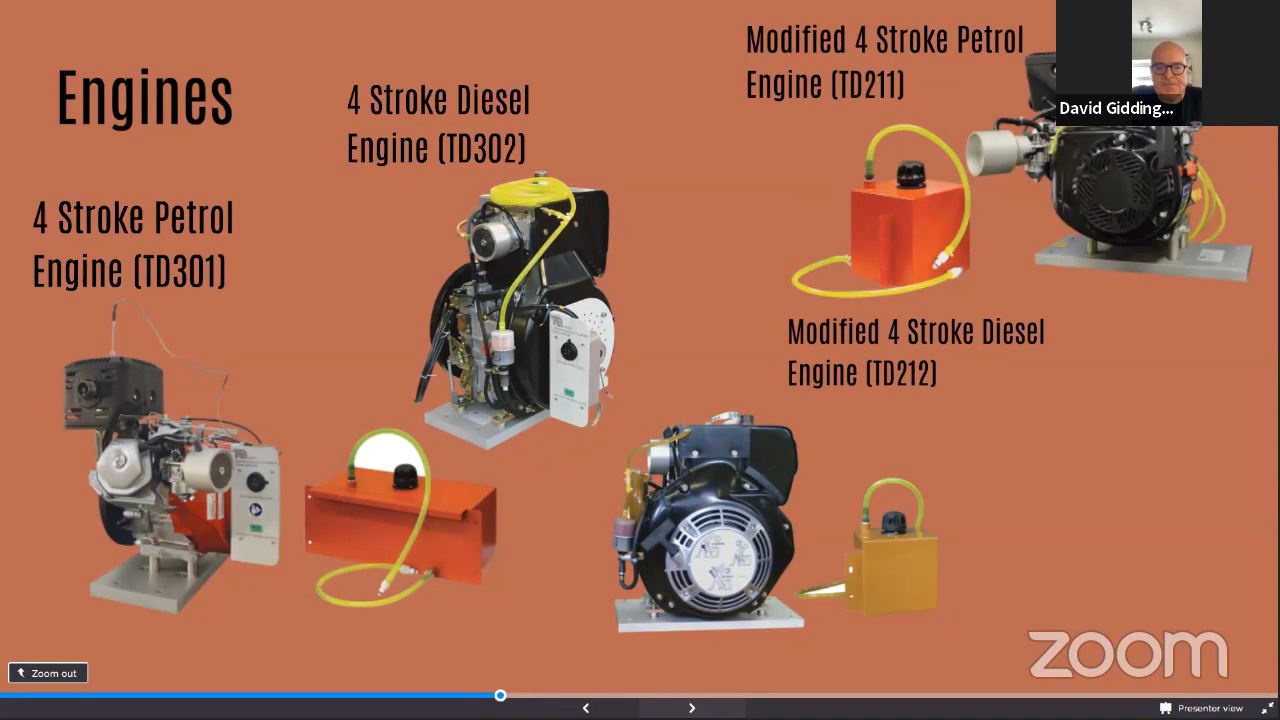 Engines
4 Stroke Petrol
Engine (TD301)
4 Stroke Diesel
Engine (TD302)
Modified 4 Stroke Petrol
Engine (TD211)
Modified 4 Stroke Diesel
Engine (TD212)
David Gidding...
zoom
Zoom out
Presenter view